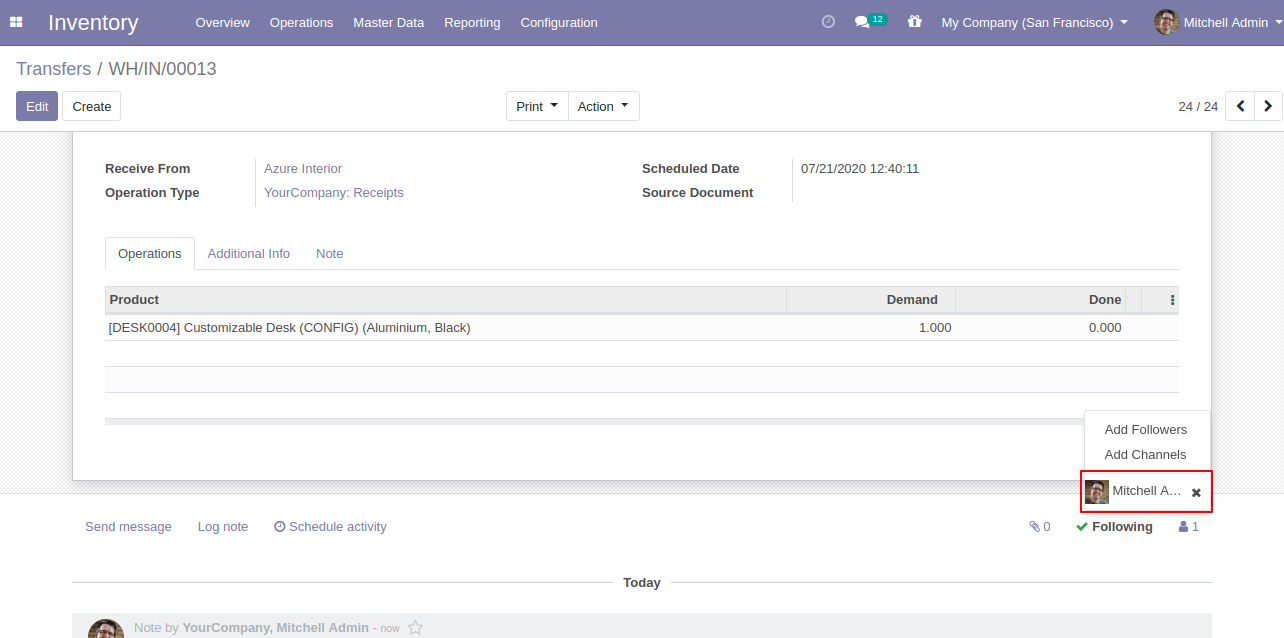 Inventory Overview Operations Master Data Reporting Configuration 12 My Company (San Francisco) Mitchell Admin
Transfers / WH/IN/00013
Edit Create Print Action 24 / 24
Receive From Azure Interior Scheduled Date 07/21/2020 12:40:11
Operation Type YourCompany: Receipts Source Document
Operations Additional Info Note
Product Demand Done
[DESK0004] Customizable Desk (CONFIG) (Aluminium, Black) 1.000 0.000
Add Followers
Add Channels
Mitchell A...
Send message Log note Schedule activity 0 Following 1
Today
Note by YourCompany, Mitchell Admin - now